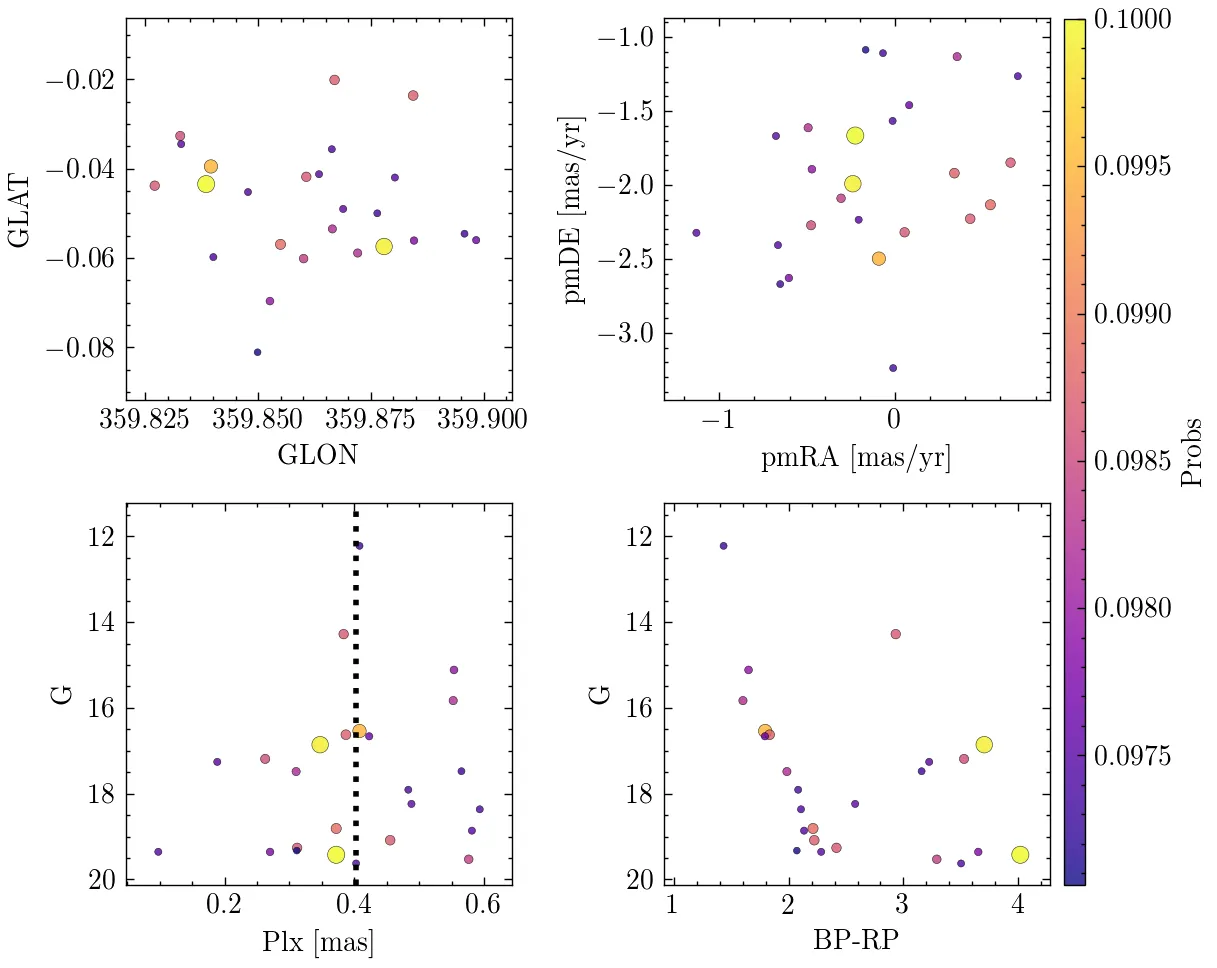 −0.02
−0.04
−0.06
−0.08
GLAT
359.825 359.850 359.875 359.900
GLON
−1.0
−1.5
−2.0
−2.5
−3.0
pmDE [mas/yr]
−1 0
pmRA [mas/yr]
0.1000
0.0995
0.0990
0.0985
0.0980
0.0975
Probs
12
14
16
18
20
G
0.2 0.4 0.6
Plx [mas]
12
14
16
18
20
G
1 2 3 4
BP-RP